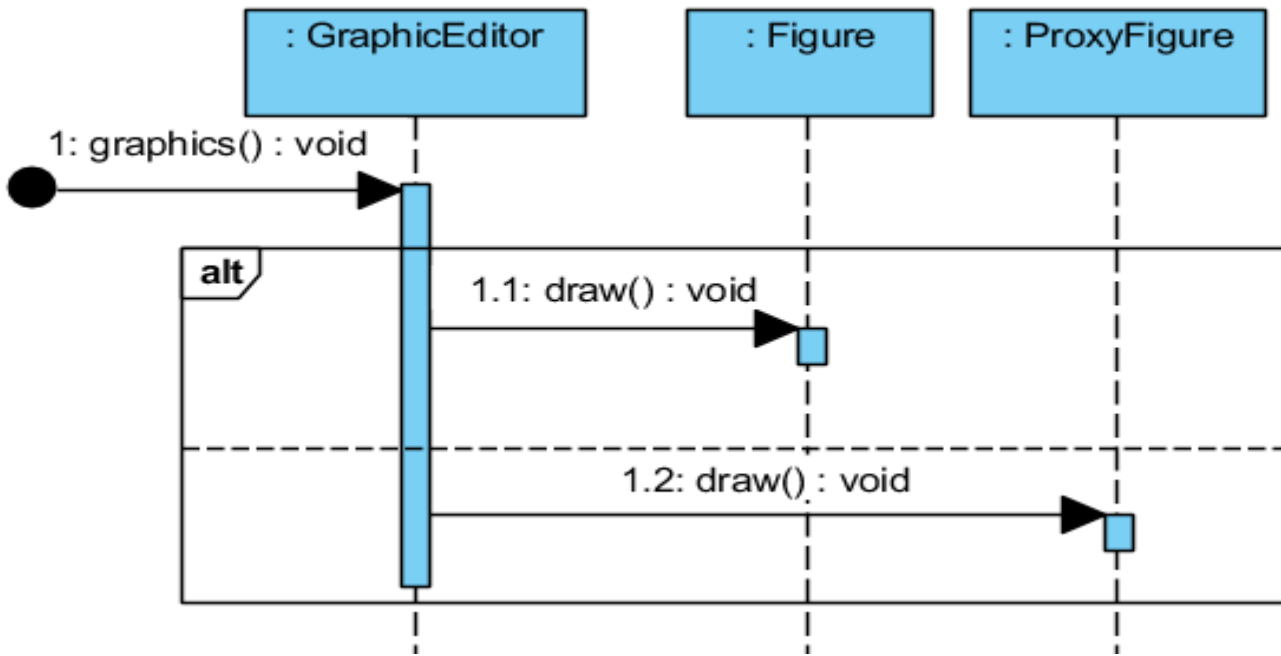 : GraphicEditor
: Figure
: ProxyFigure
1: graphics() : void
alt
1.1: draw() : void
1.2: draw() : void